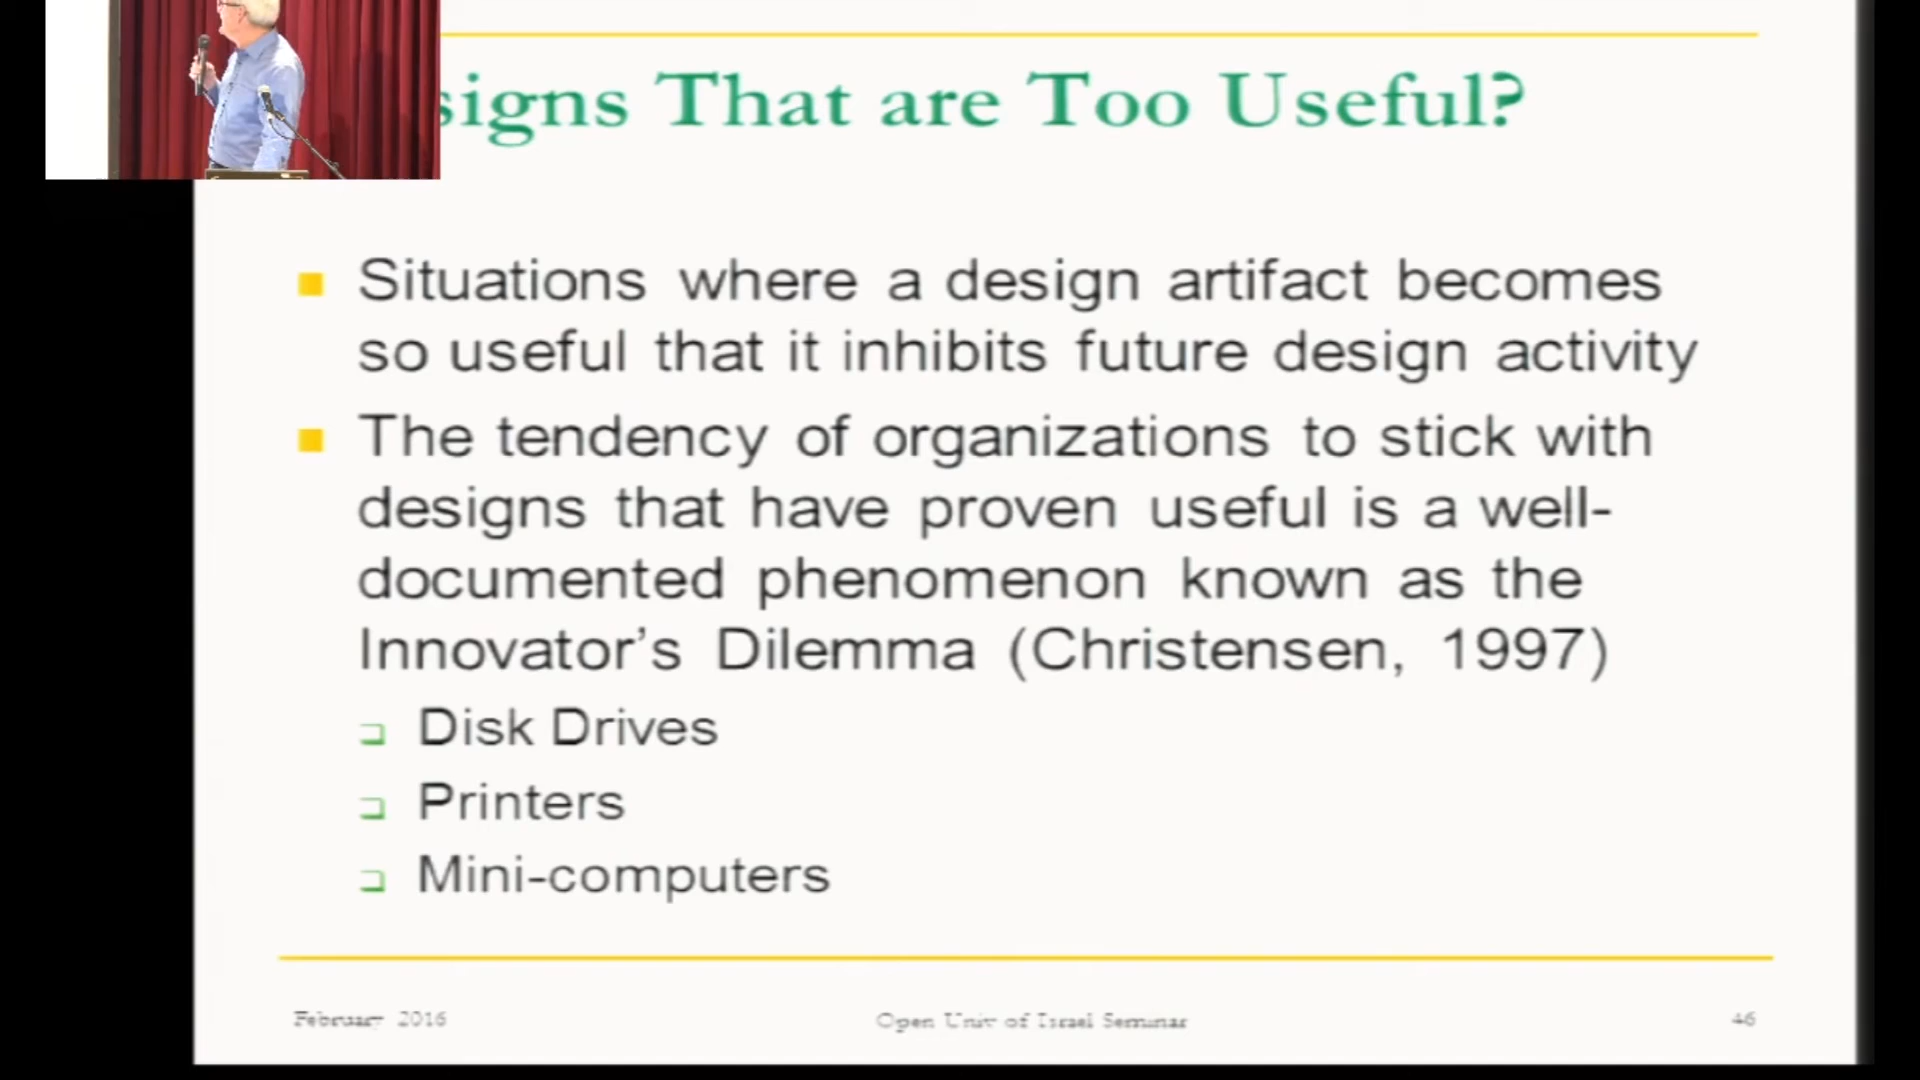 signs That are Too Useful?
Situations where a design artifact becomes
so useful that it inhibits future design activity
The tendency of organizations to stick with
designs that have proven useful is a well-
documented phenomenon known as the
Innovator's Dilemma (Christensen, 1997)
Disk Drives
Printers
Mini-computers
February 2016
Open Univ of Israel Seminar
46